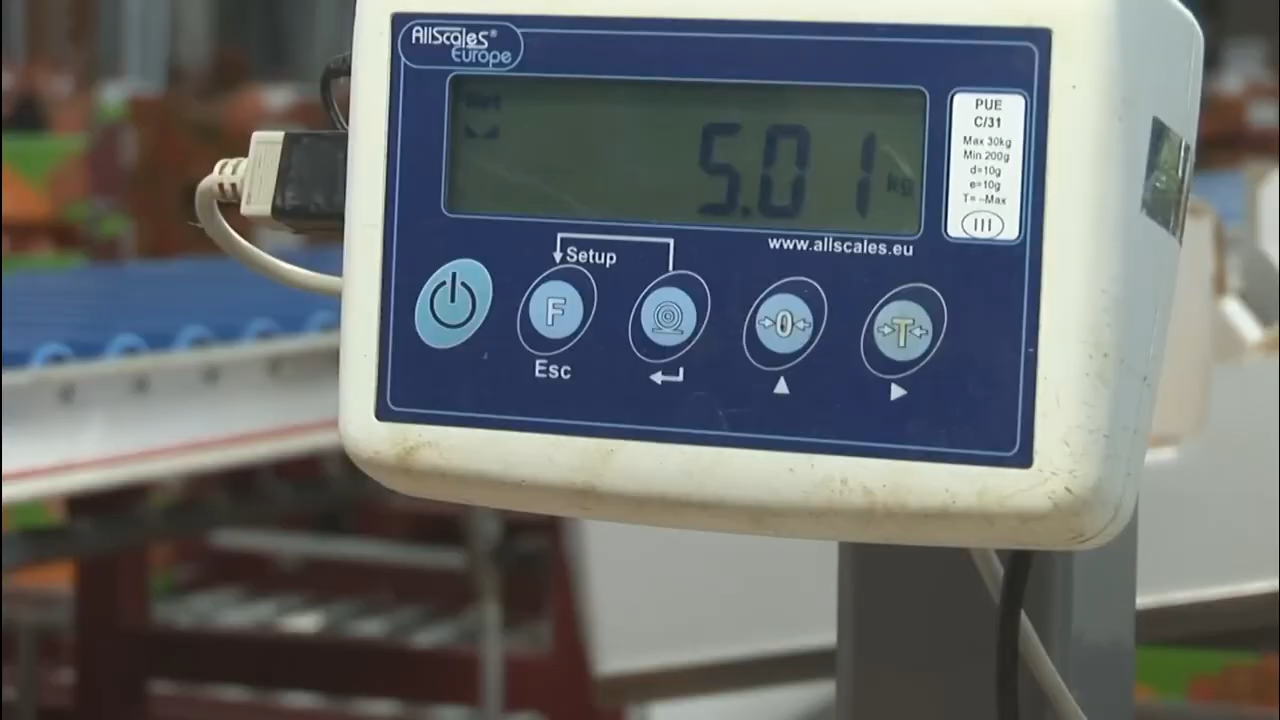 AllScales®
Europe
Net
5.01 kg
PUE
C/31
Max 30kg
Min 200g
d=10g
e=10g
T= –Max
III
www.allscales.eu
Setup
F
→0←
→T←
Esc